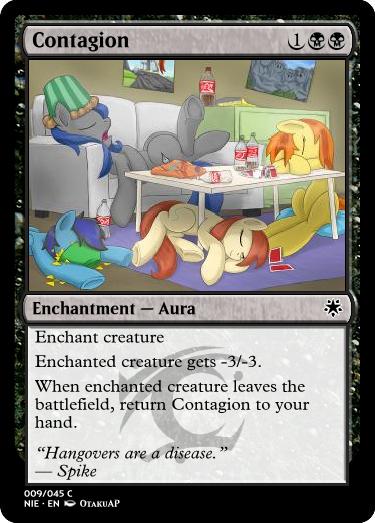 Contagion 1
Enchantment — Aura
Enchant creature
Enchanted creature gets -3/-3.
When enchanted creature leaves the
battlefield, return Contagion to your
hand.
“Hangovers are a disease.”
— Spike
009/045 C
NIE · EN OtakuAP